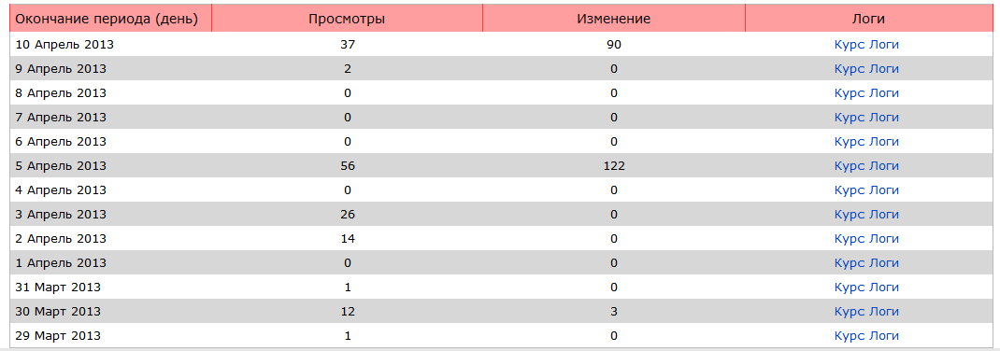 Окончание периода (день) Просмотры Изменение Логи
10 Апрель 2013 37 90 Курс Логи
9 Апрель 2013 2 0 Курс Логи
8 Апрель 2013 0 0 Курс Логи
7 Апрель 2013 0 0 Курс Логи
6 Апрель 2013 0 0 Курс Логи
5 Апрель 2013 56 122 Курс Логи
4 Апрель 2013 0 0 Курс Логи
3 Апрель 2013 26 0 Курс Логи
2 Апрель 2013 14 0 Курс Логи
1 Апрель 2013 0 0 Курс Логи
31 Март 2013 1 0 Курс Логи
30 Март 2013 12 3 Курс Логи
29 Март 2013 1 0 Курс Логи